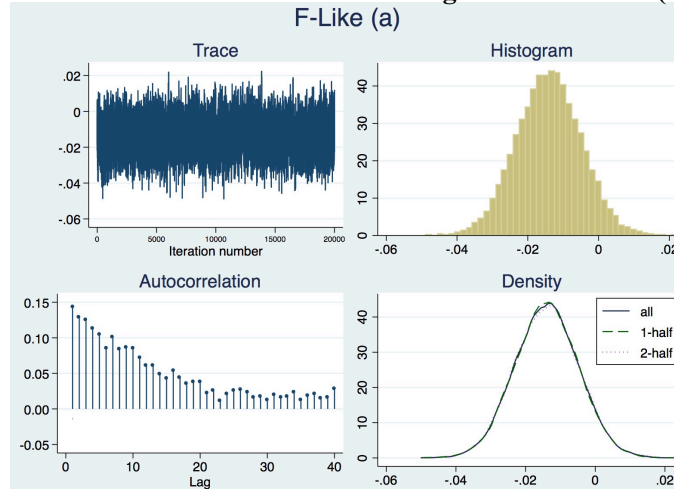 F-Like (a)
Trace
.02
0
-.02
-.04
-.06
0 5000 10000 15000 20000
Iteration number
Histogram
40
30
20
10
0
-.06 -.04 -.02 0 .02
Autocorrelation
0.15
0.10
0.05
0.00
-0.05
0 10 20 30 40
Lag
Density
all
1-half
2-half
40
30
20
10
0
-.06 -.04 -.02 0 .02